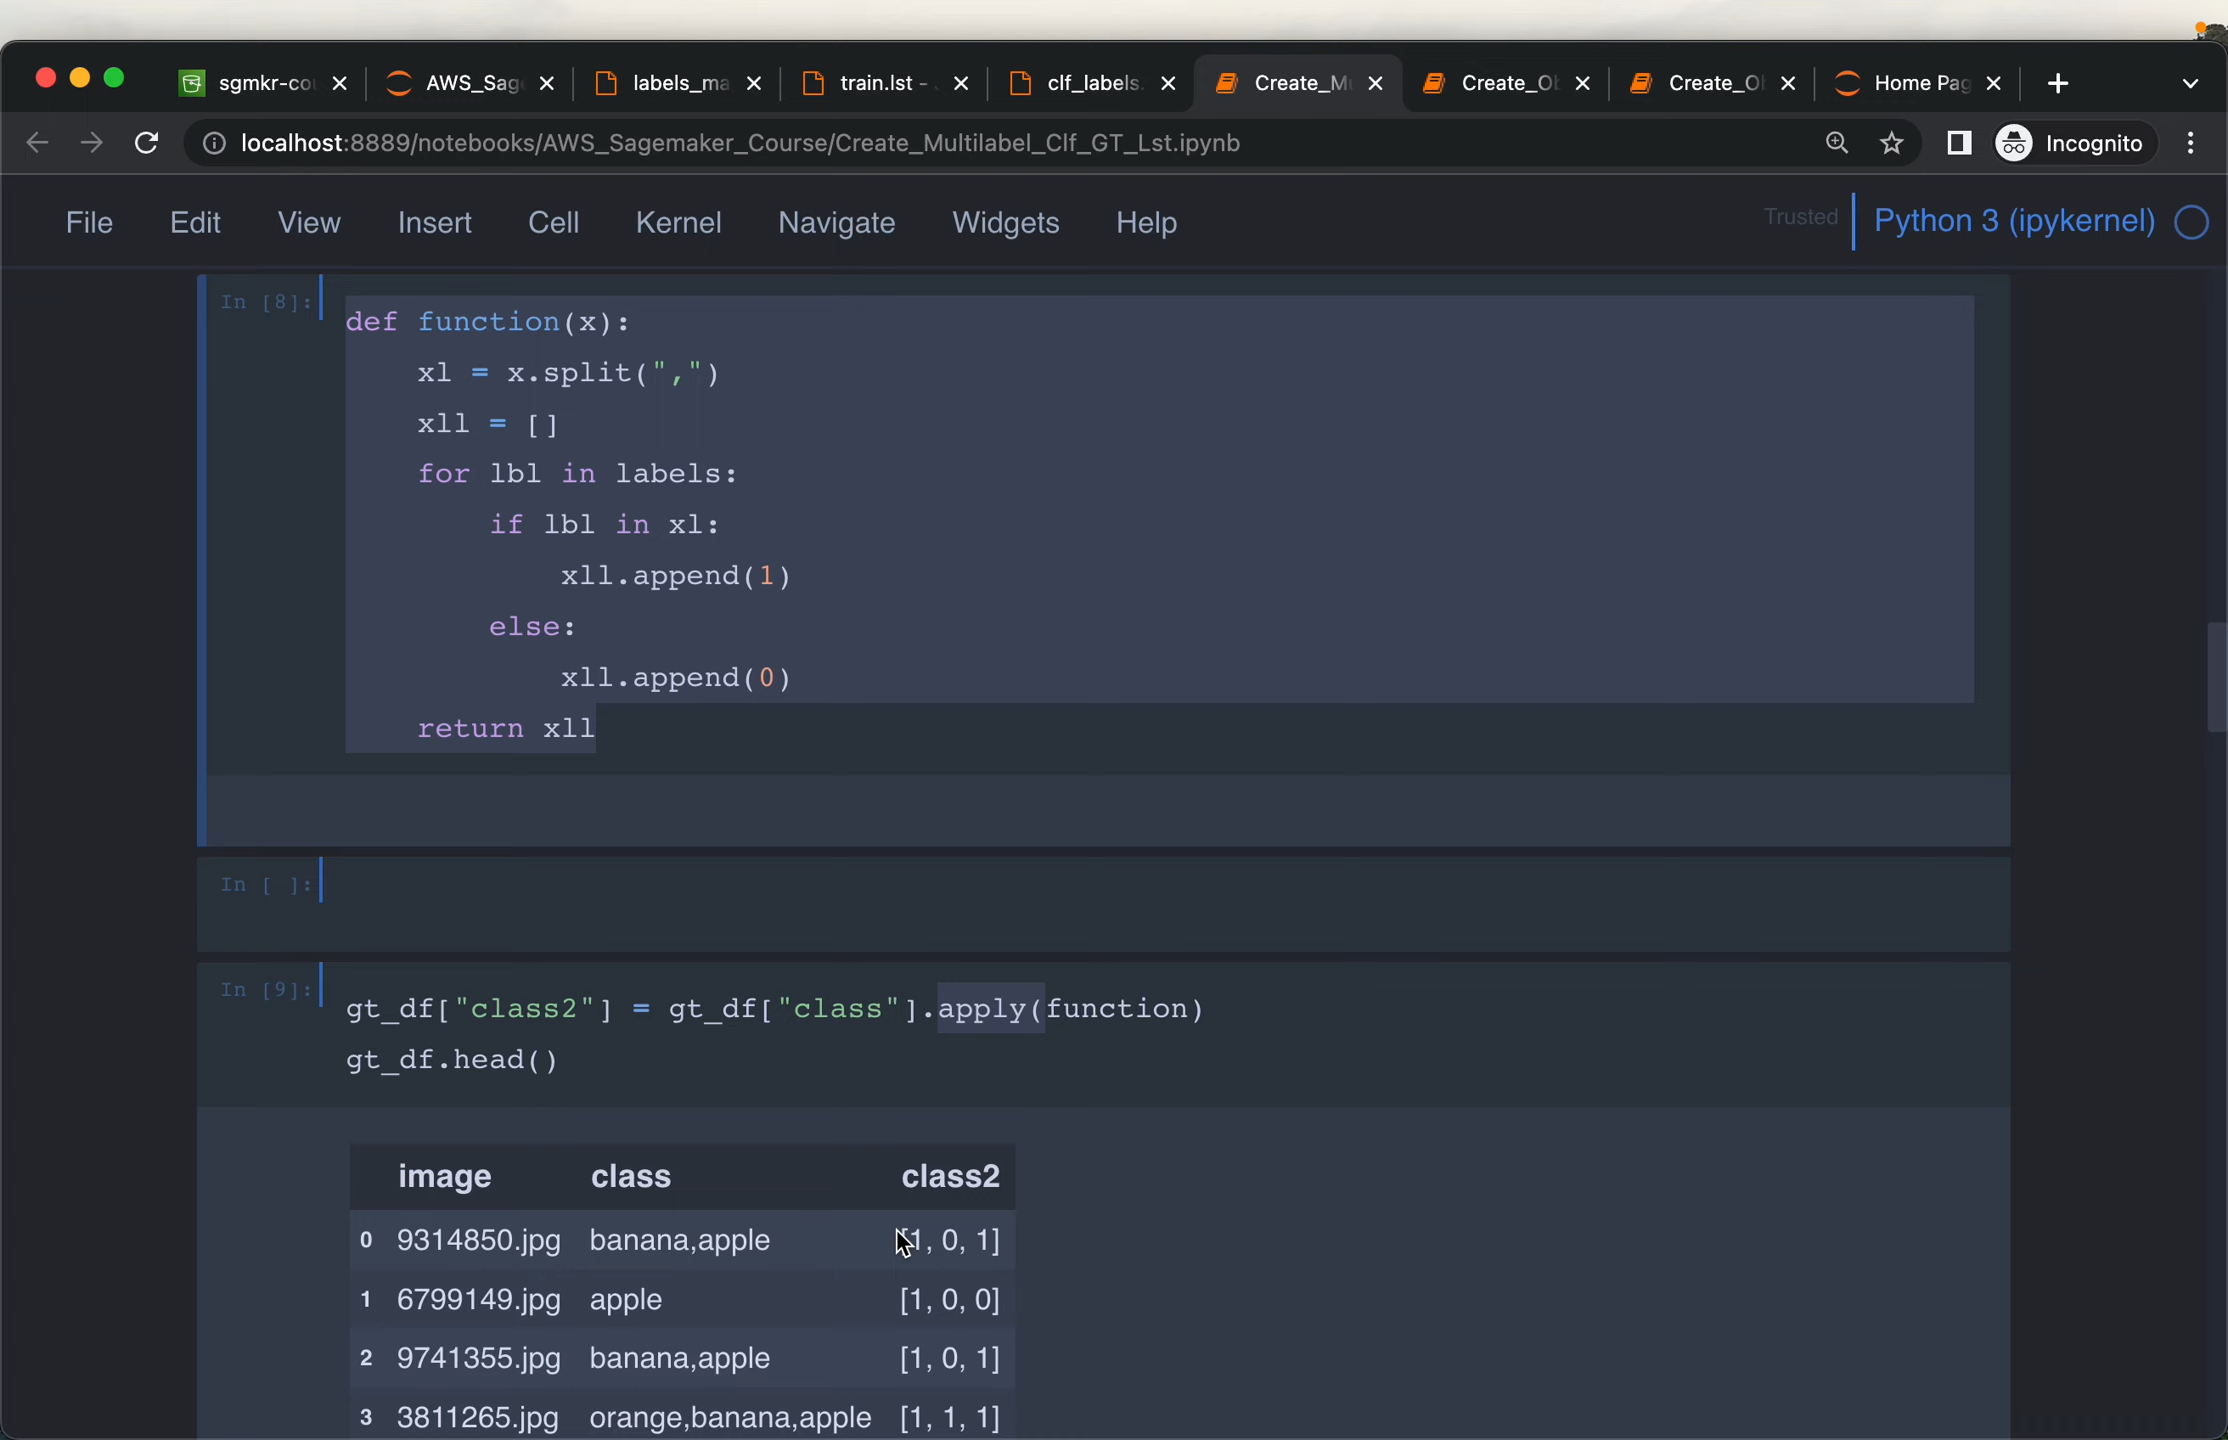 sgmkr-co
AWS_Sag
labels_ma
train.lst -
clf_labels.
Create_M
Create_O
Create_O
Home Pag
localhost:8889/notebooks/AWS_Sagemaker_Course/Create_Multilabel_Clf_GT_Lst.ipynb
Incognito
File Edit View Insert Cell Kernel Navigate Widgets Help
Trusted
Python 3 (ipykernel)
In [8]:
def function(x):
xl = x.split(",")
xll = []
for lbl in labels:
if lbl in xl:
xll.append(1)
else:
xll.append(0)
return xll
In [ ]:
In [9]:
gt_df["class2"] = gt_df["class"].apply(function)
gt_df.head()
image class class2
0 9314850.jpg banana,apple [1, 0, 1]
1 6799149.jpg apple [1, 0, 0]
2 9741355.jpg banana,apple [1, 0, 1]
3 3811265.jpg orange,banana,apple [1, 1, 1]